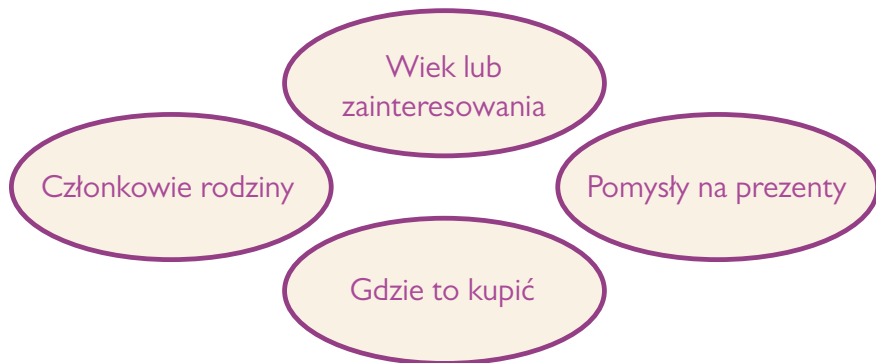 Wiek lub
zainteresowania
Członkowie rodziny
Pomysły na prezenty
Gdzie to kupić